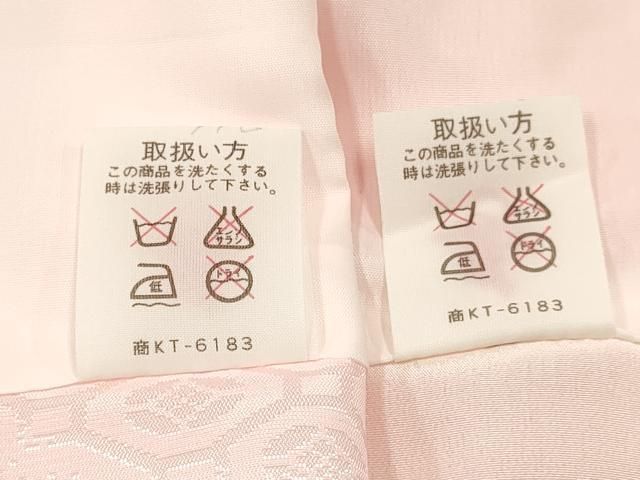 取扱い方
この商品を洗たくする
時は洗張りして下さい。
エンソ
サラシ
低
ドライ
商KT-6183
取扱い方
この商品を洗たくする
時は洗張りして下さい。
エンソ
サラシ
低
ドライ
商KT-6183